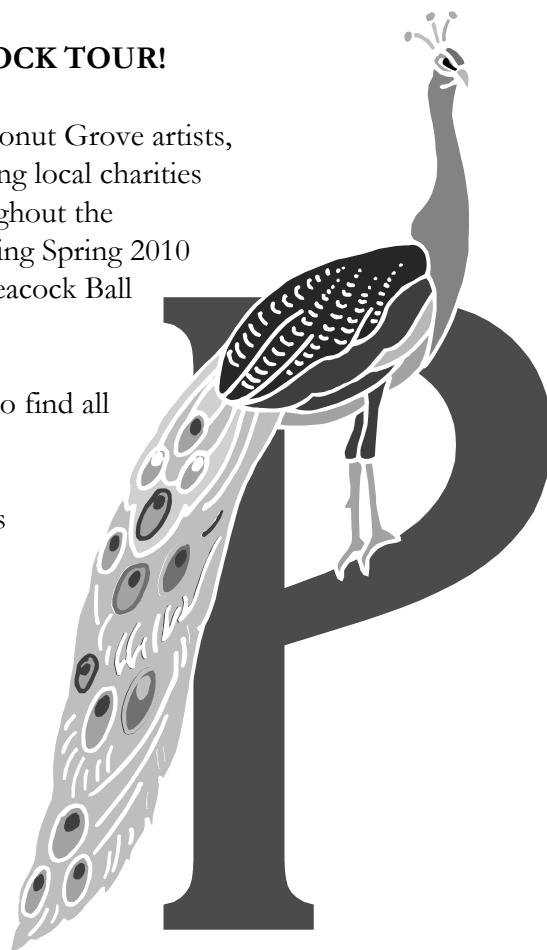 OCK TOUR!
onut Grove artists,
ng local charities
ghout the
ing Spring 2010
eacock Ball
o find all
s
P